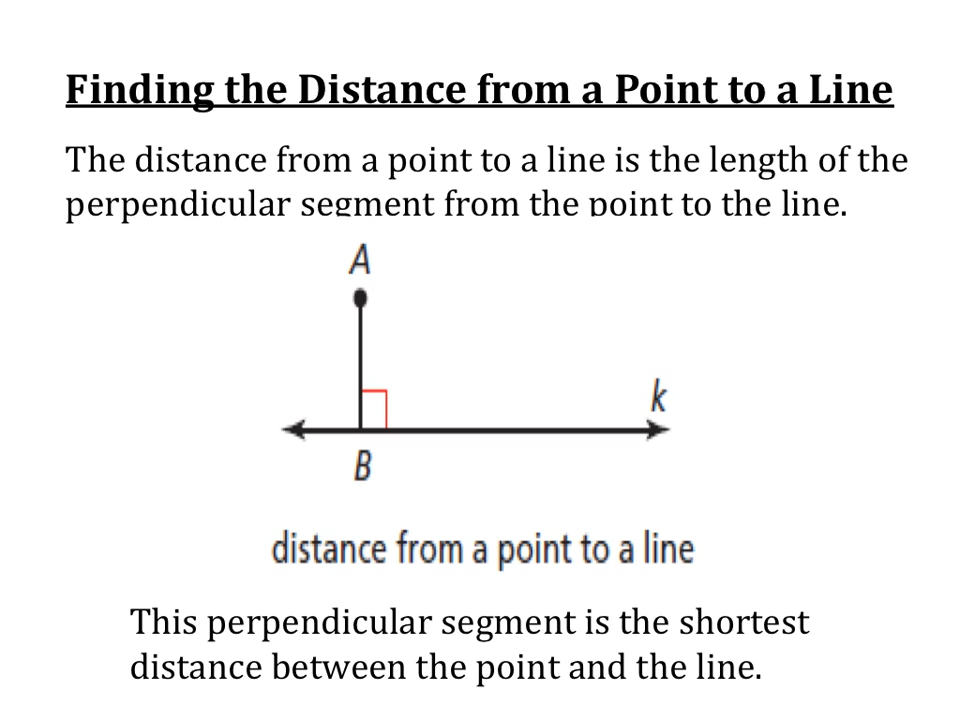 Finding the Distance from a Point to a Line
The distance from a point to a line is the length of the
perpendicular segment from the point to the line.
A
k
B
distance from a point to a line
This perpendicular segment is the shortest
distance between the point and the line.